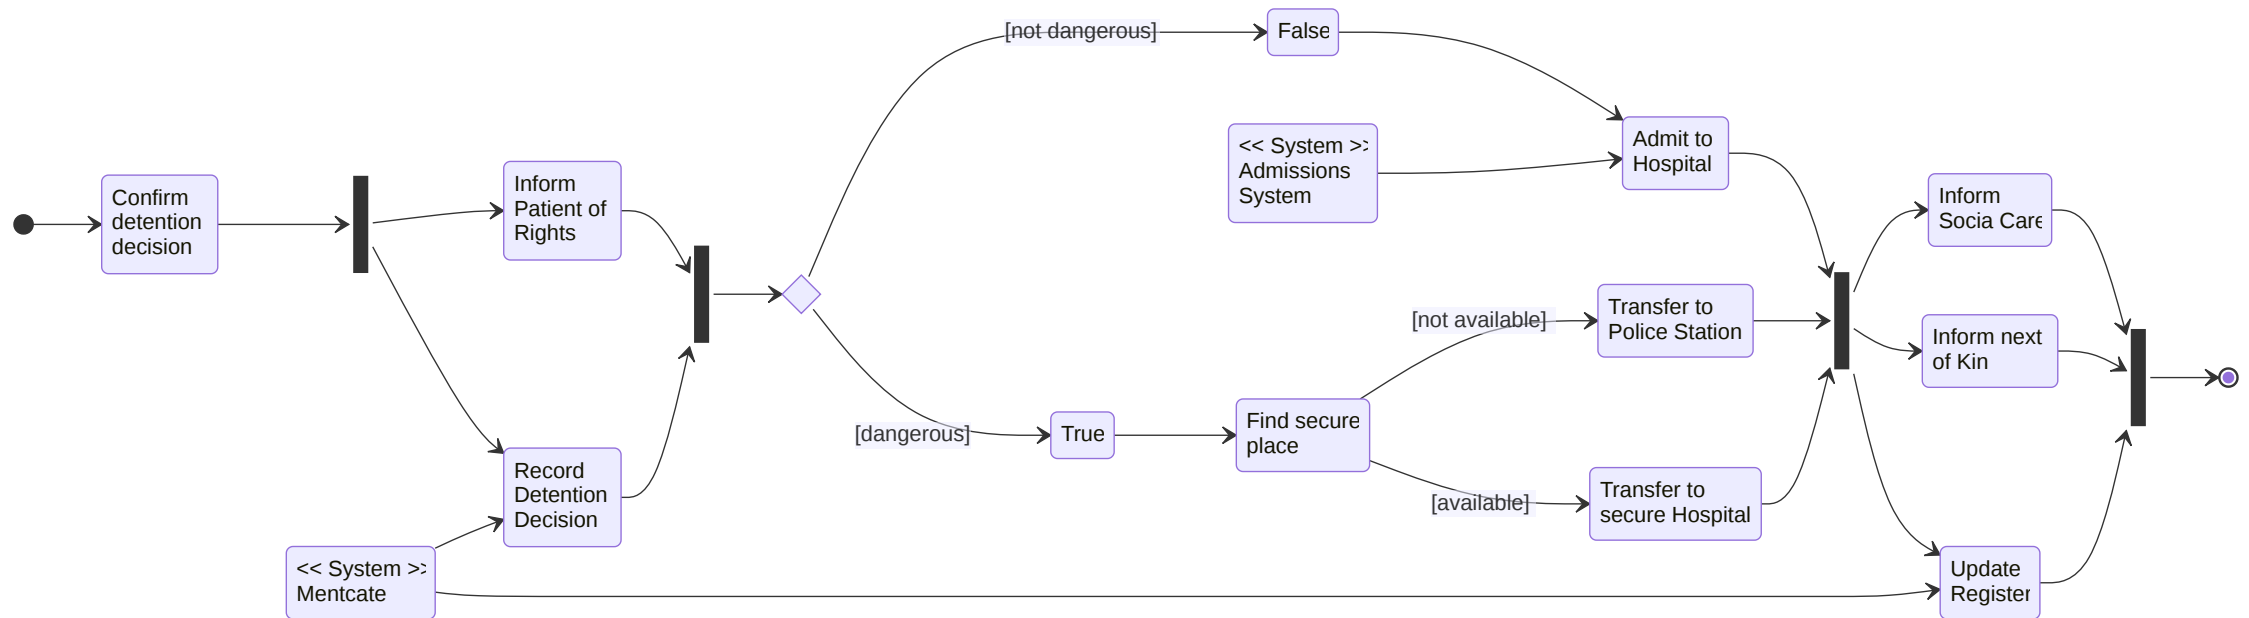 [not dangerous]
False
<< System >>
Admissions
System
Admit to
Hospital
Confirm
detention
decision
Inform
Patient of
Rights
Inform
Socia Care
[not available]
Transfer to
Police Station
Inform next
of Kin
[dangerous]
True
Find secure
place
Record
Detention
Decision
[available]
Transfer to
secure Hospital
<< System >>
Mentcate
Update
Register